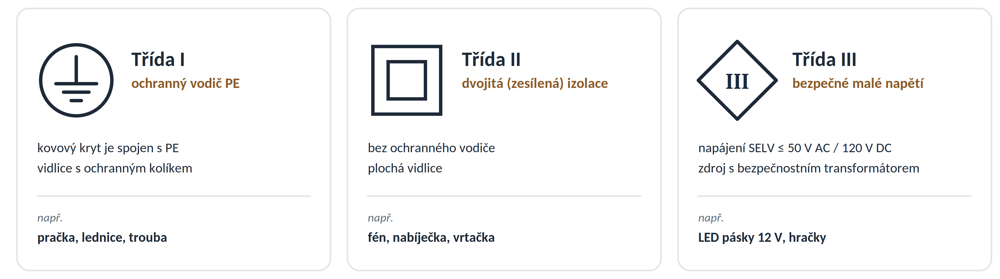 Třída I
ochranný vodič PE
kovový kryt je spojen s PE
vidlice s ochranným kolíkem
např.
pračka, lednice, trouba
Třída II
dvojitá (zesílená) izolace
bez ochranného vodiče
plochá vidlice
např.
fén, nabíječka, vrtačka
III
Třída III
bezpečné malé napětí
napájení SELV ≤ 50 V AC / 120 V DC
zdroj s bezpečnostním transformátorem
např.
LED pásky 12 V, hračky